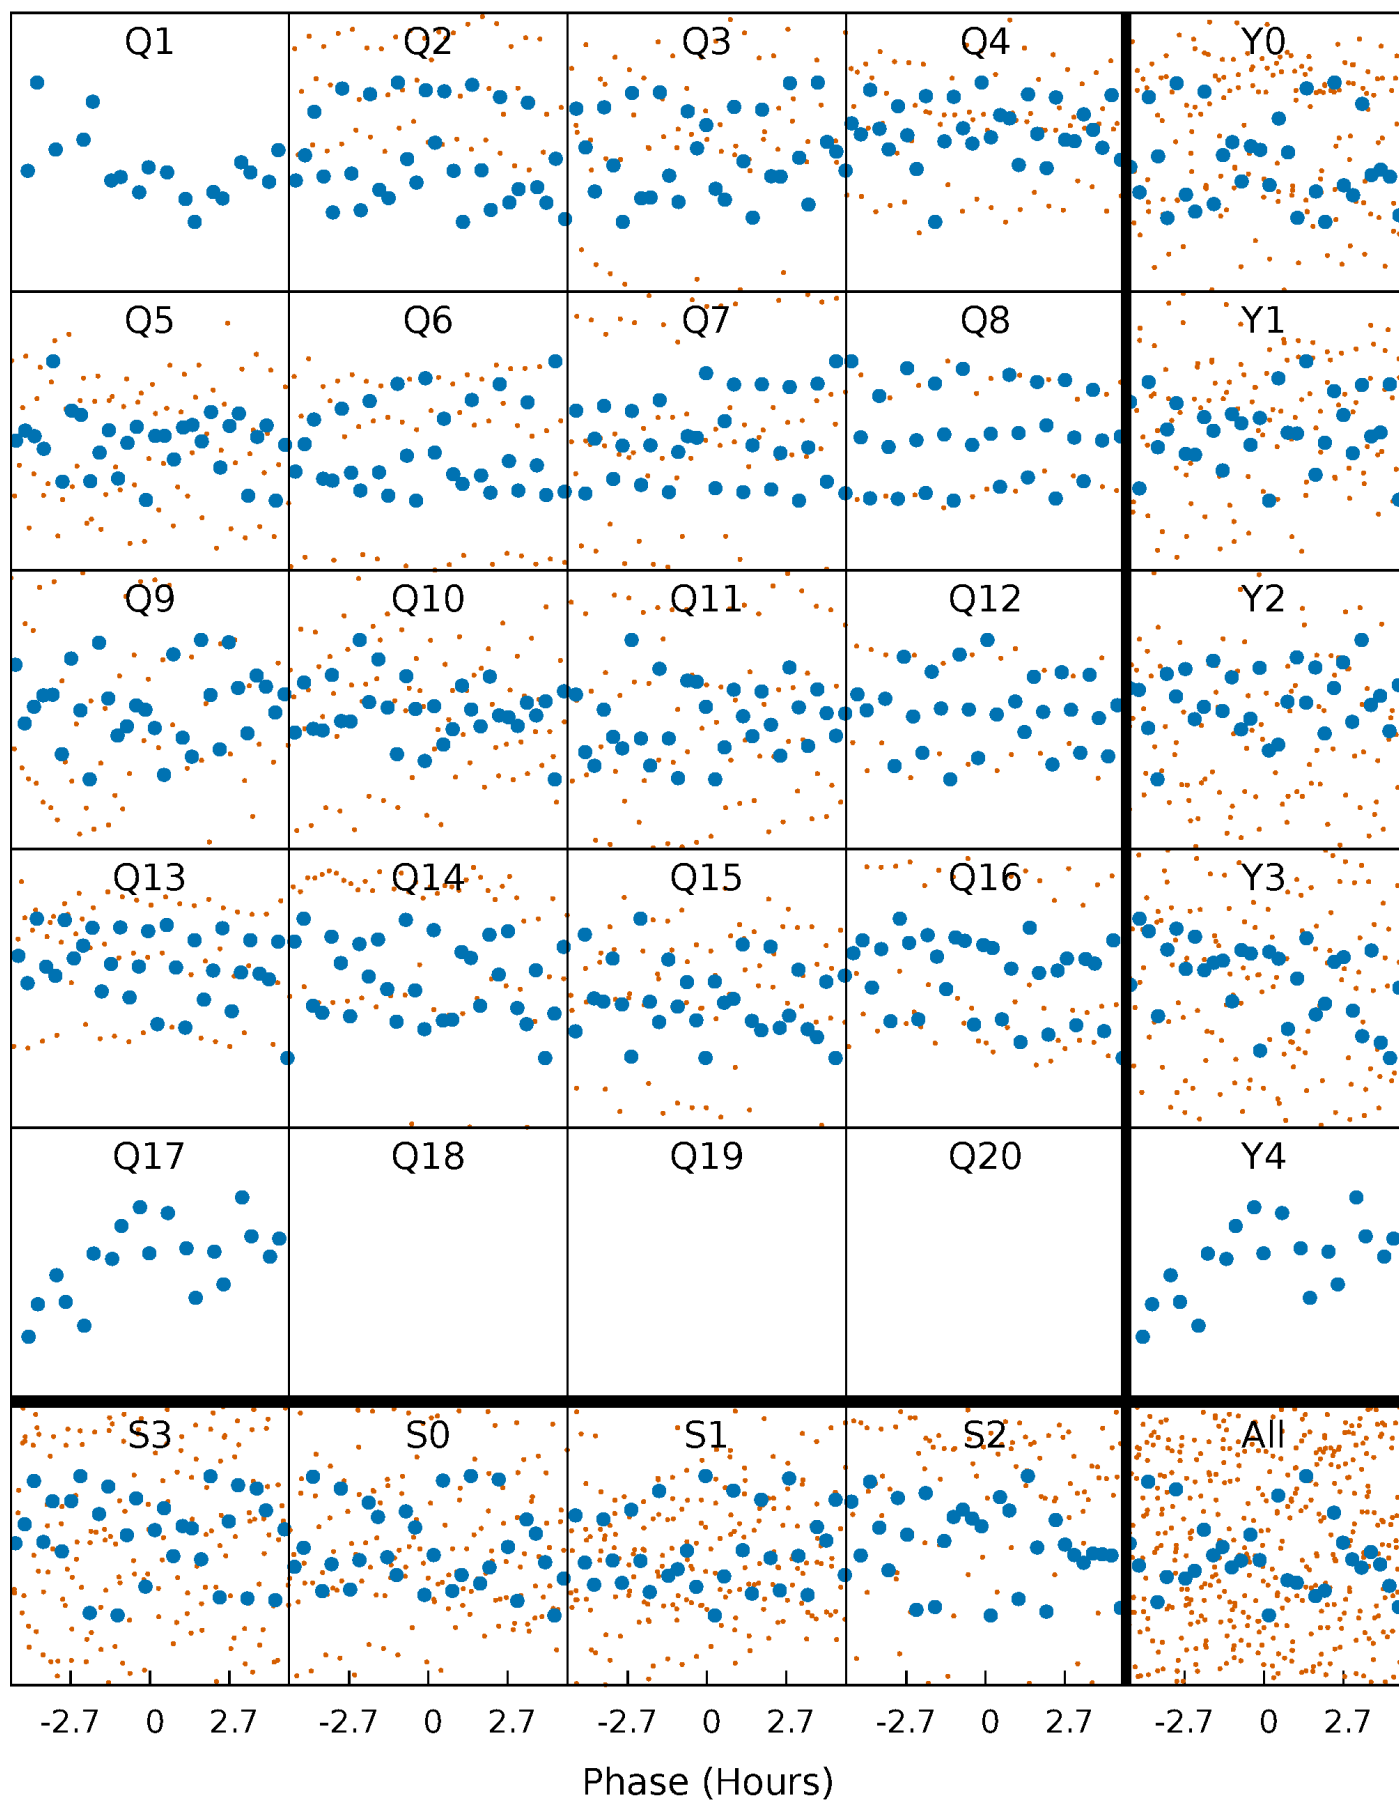 Q1 Q2 Q3 Q4 Y0
Q5 Q6 Q7 Q8 Y1
Q9 Q10 Q11 Q12 Y2
Q13 Q14 Q15 Q16 Y3
Q17 Q18 Q19 Q20 Y4
S3 S0 S1 S2 All
-2.7 0 2.7 -2.7 0 2.7 -2.7 0 2.7 -2.7 0 2.7 -2.7 0 2.7
Phase (Hours)